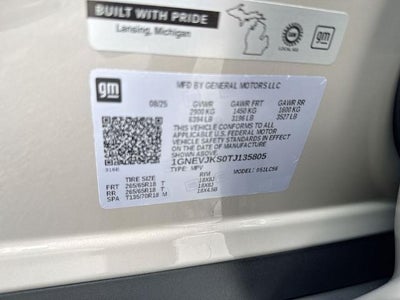 BUILT WITH PRIDE
Lansing, Michigan
gm
gm
MFD BY GENERAL MOTORS LLC
08/25 GVWR GAWR FRT GAWR RR
2900 KG 1450 KG 1600 KG
6394 LB 3196 LB 3527 LB
THIS VEHICLE CONFORMS TO ALL
APPLICABLE U.S. FEDERAL MOTOR
VEHICLE SAFETY STANDARDS IN EFFECT
ON THE DATE OF MANUFACTURE
SHOWN ABOVE.
1GNEVJKS0TJ135805
TYPE: MPV
TIRE SIZE RIM
FRT 265/65R18 T 18X8J
RR 265/65R18 T 18X8J
SPA T135/70R18 M 18X4.5B